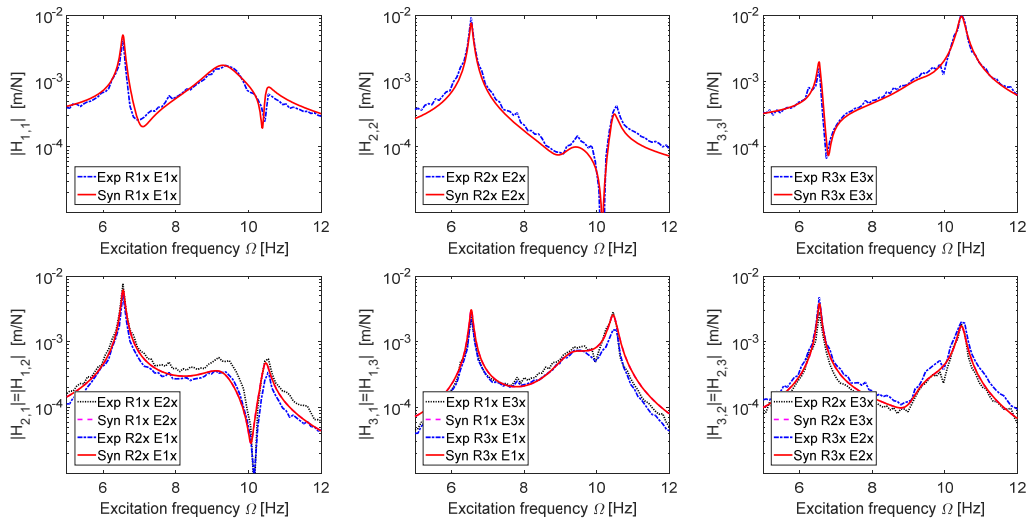 10-2
10-3
10-4
|H1,1| [m/N]
Exp R1x E1x
Syn R1x E1x
6 8 10 12
Excitation frequency Ω [Hz]
10-2
10-3
10-4
|H2,2| [m/N]
Exp R2x E2x
Syn R2x E2x
6 8 10 12
Excitation frequency Ω [Hz]
10-2
10-3
10-4
|H3,3| [m/N]
Exp R3x E3x
Syn R3x E3x
6 8 10 12
Excitation frequency Ω [Hz]
10-2
10-3
10-4
|H2,1|=|H1,2| [m/N]
Exp R1x E2x
Syn R1x E2x
Exp R2x E1x
Syn R2x E1x
6 8 10 12
Excitation frequency Ω [Hz]
10-2
10-3
10-4
|H3,1|=|H1,3| [m/N]
Exp R1x E3x
Syn R1x E3x
Exp R3x E1x
Syn R3x E1x
6 8 10 12
Excitation frequency Ω [Hz]
10-2
10-3
10-4
|H3,2|=|H2,3| [m/N]
Exp R2x E3x
Syn R2x E3x
Exp R3x E2x
Syn R3x E2x
6 8 10 12
Excitation frequency Ω [Hz]